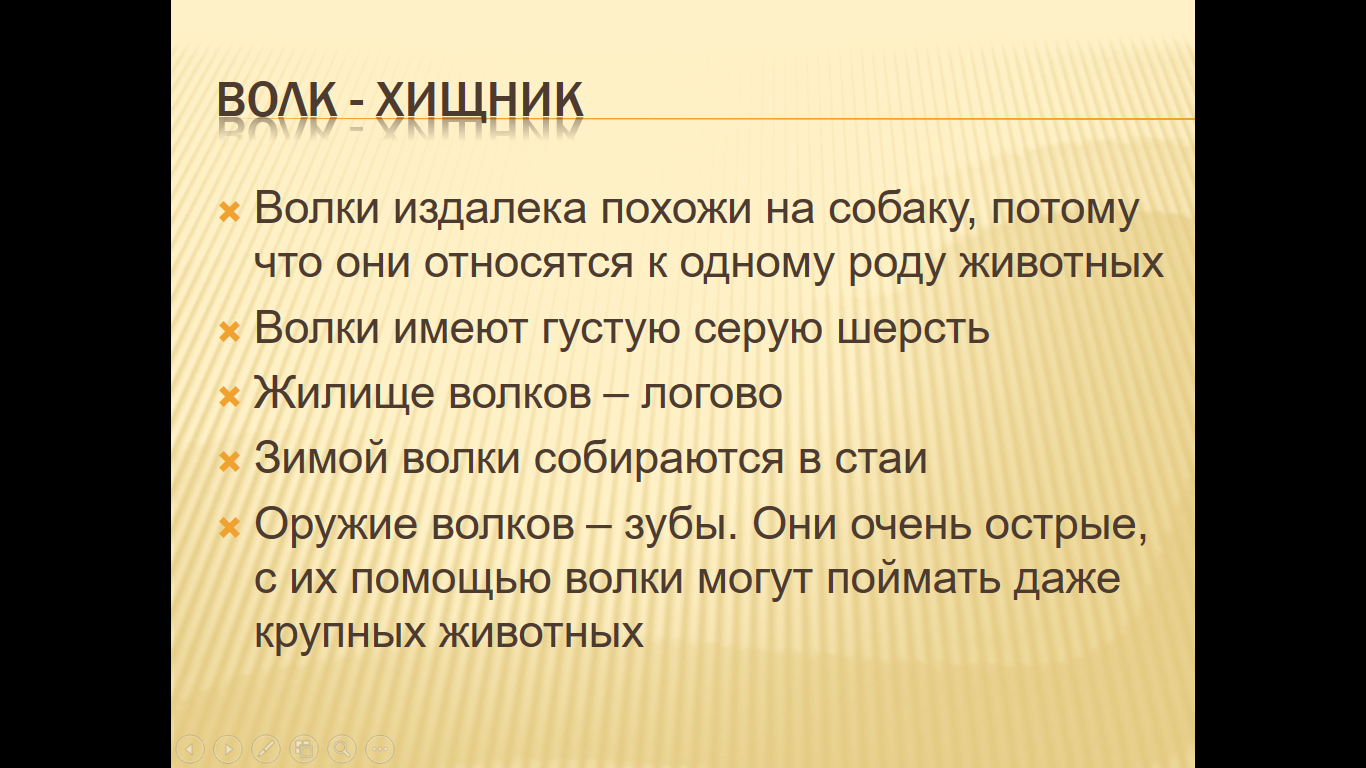 ВОЛК - ХИЩНИК
Волки издалека похожи на собаку, потому
что они относятся к одному роду животных
Волки имеют густую серую шерсть
Жилище волков – логово
Зимой волки собираются в стаи
Оружие волков – зубы. Они очень острые,
с их помощью волки могут поймать даже
крупных животных